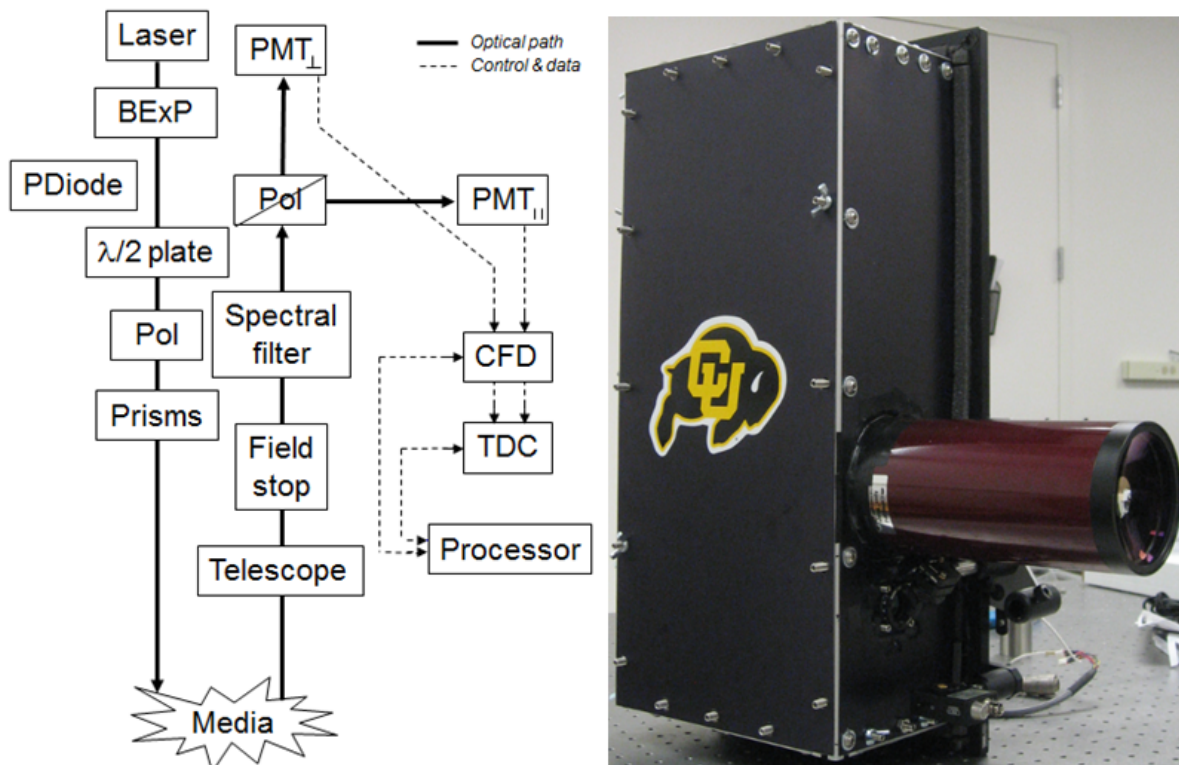 Laser
BExP
PDiode
λ/2 plate
Pol
Prisms
Media
Telescope
Field
stop
Spectral
filter
Pol
PMT⊥
PMT||
CFD
TDC
Processor
Optical path
Control & data
CU